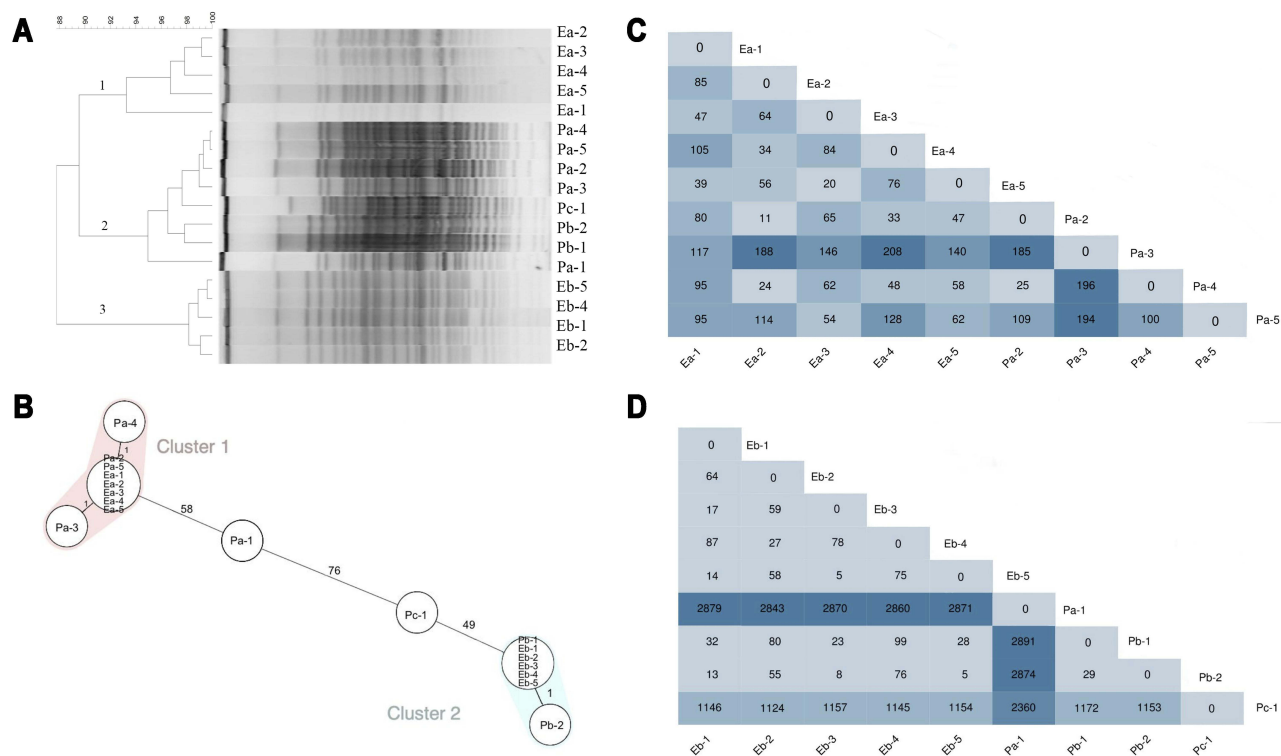 A
88
90
92
94
96
98
100
1
2
3
Ea-2
Ea-3
Ea-4
Ea-5
Ea-1
Pa-4
Pa-5
Pa-2
Pa-3
Pc-1
Pb-2
Pb-1
Pa-1
Eb-5
Eb-4
Eb-1
Eb-2
B
Pa-4
Cluster 1
1
Pa-2
Pa-5
Ea-1
Ea-2
Ea-3
Ea-4
Ea-5
1
Pa-3
58
Pa-1
76
Pc-1
49
Pb-1
Eb-1
Eb-2
Eb-3
Eb-4
Eb-5
1
Cluster 2
Pb-2
C
0 Ea-1
85 0 Ea-2
47 64 0 Ea-3
105 34 84 0 Ea-4
39 56 20 76 0 Ea-5
80 11 65 33 47 0 Pa-2
117 188 146 208 140 185 0 Pa-3
95 24 62 48 58 25 196 0 Pa-4
95 114 54 128 62 109 194 100 0 Pa-5
Ea-1 Ea-2 Ea-3 Ea-4 Ea-5 Pa-2 Pa-3 Pa-4 Pa-5
D
0 Eb-1
64 0 Eb-2
17 59 0 Eb-3
87 27 78 0 Eb-4
14 58 5 75 0 Eb-5
2879 2843 2870 2860 2871 0 Pa-1
32 80 23 99 28 2891 0 Pb-1
13 55 8 76 5 2874 29 0 Pb-2
1146 1124 1157 1145 1154 2360 1172 1153 0 Pc-1
Eb-1 Eb-2 Eb-3 Eb-4 Eb-5 Pa-1 Pb-1 Pb-2 Pc-1